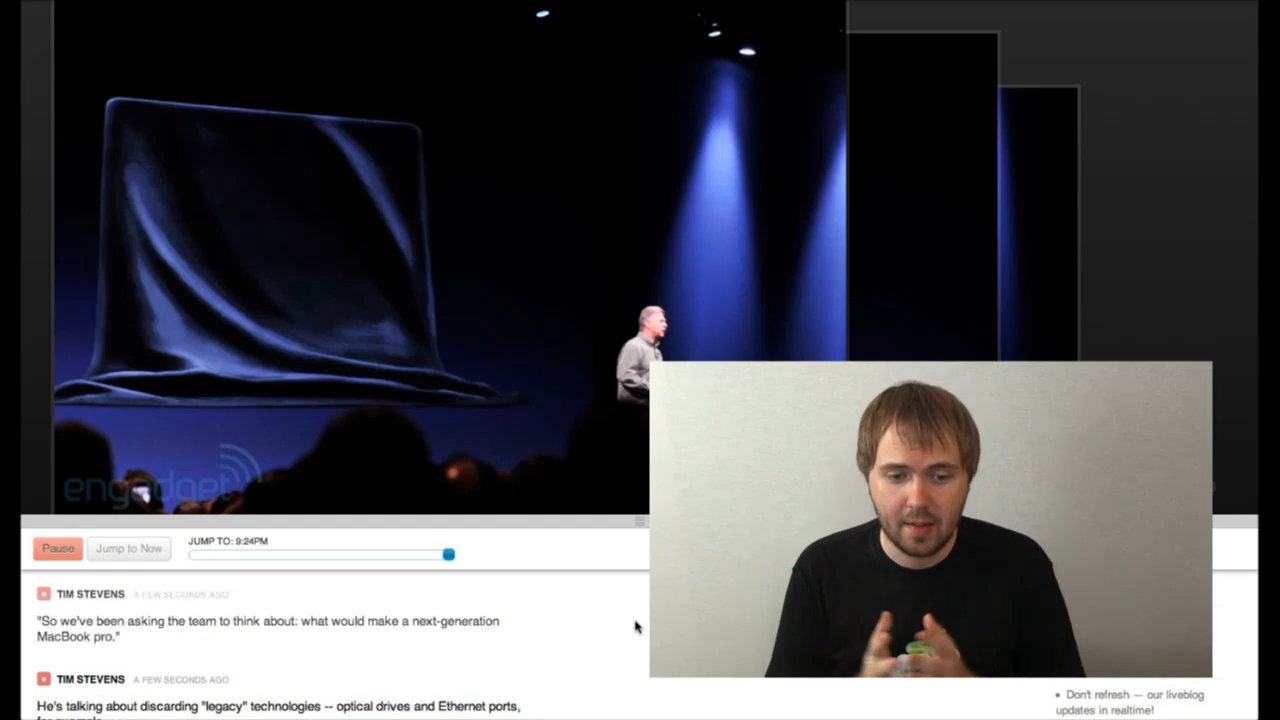 engadget
Pause
Jump to Now
JUMP TO: 9:24PM
TIM STEVENS A FEW SECONDS AGO
"So we've been asking the team to think about: what would make a next-generation
MacBook pro."
TIM STEVENS A FEW SECONDS AGO
He's talking about discarding "legacy" technologies -- optical drives and Ethernet ports,
• Don't refresh — our liveblog
updates in realtime!